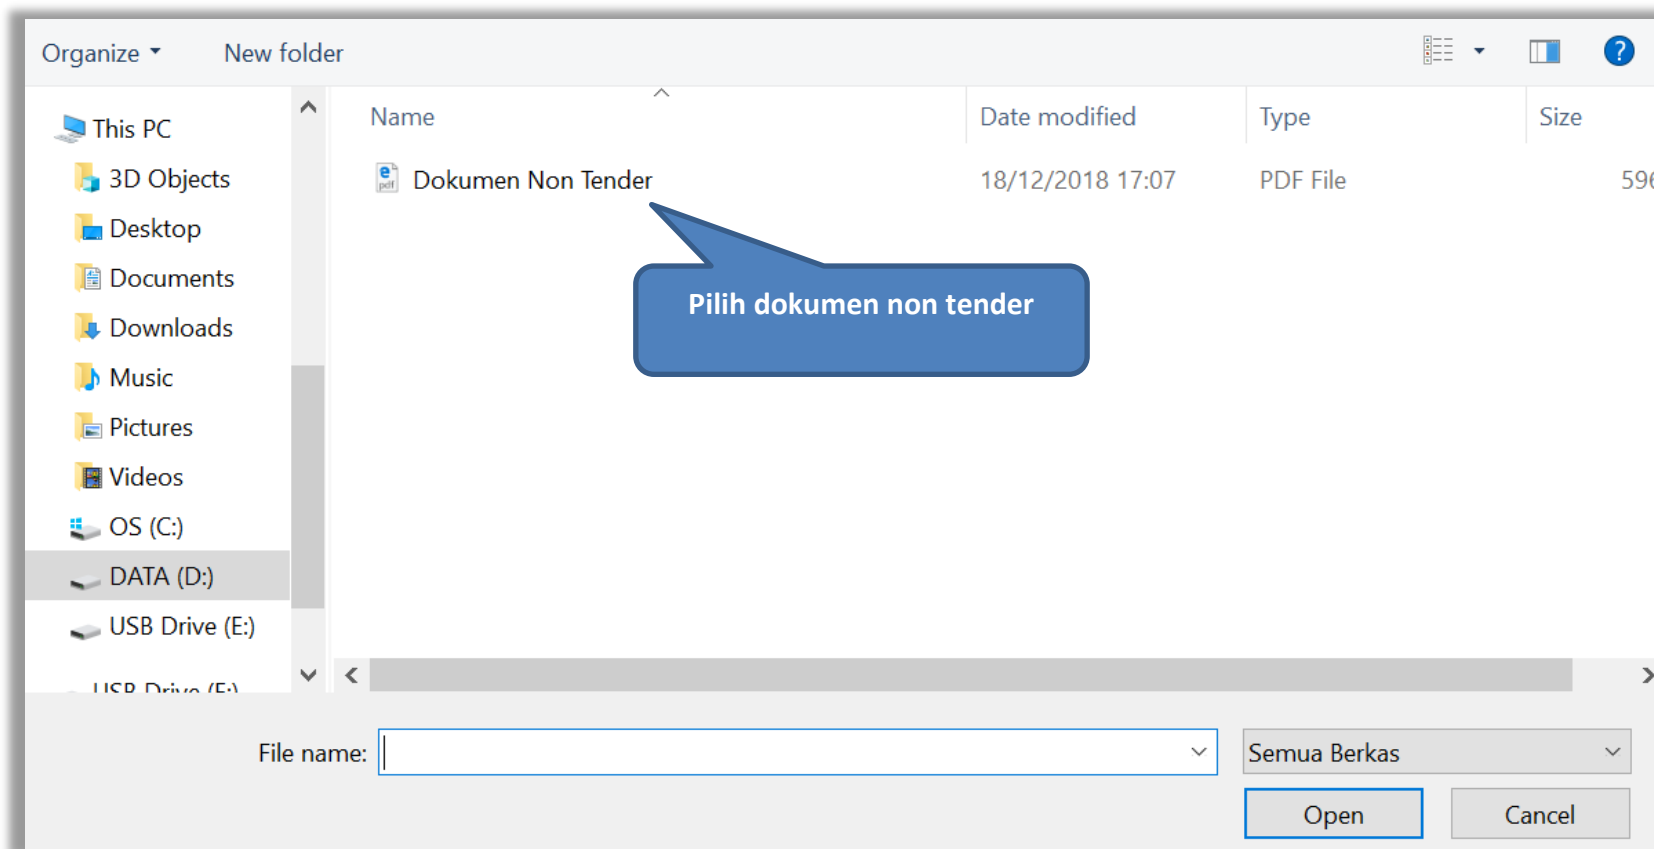 Organize New folder
Name Date modified Type Size
This PC
3D Objects
Desktop
Documents
Downloads
Music
Pictures
Videos
OS (C:)
DATA (D:)
USB Drive (E:)
Dokumen Non Tender 18/12/2018 17:07 PDF File 596
Pilih dokumen non tender
File name: Semua Berkas
Open Cancel